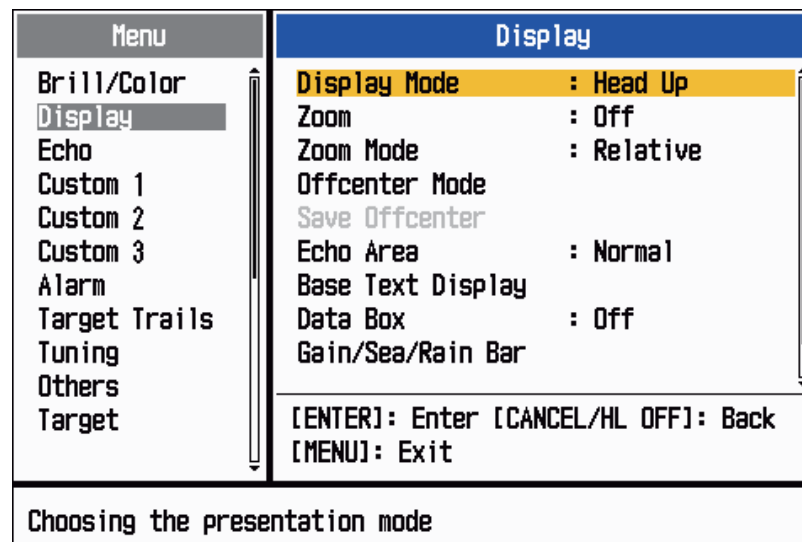 Menu
Brill/Color
Display
Echo
Custom 1
Custom 2
Custom 3
Alarm
Target Trails
Tuning
Others
Target
Display
Display Mode : Head Up
Zoom : Off
Zoom Mode : Relative
Offcenter Mode
Save Offcenter
Echo Area : Normal
Base Text Display
Data Box : Off
Gain/Sea/Rain Bar
[ENTER]: Enter [CANCEL/HL OFF]: Back
[MENU]: Exit
Choosing the presentation mode